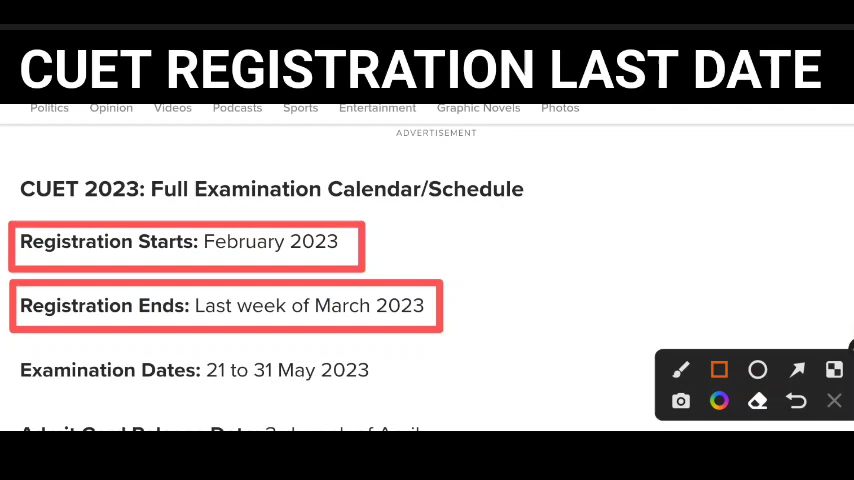 CUET REGISTRATION LAST DATE
Politics Opinion Videos Podcasts Sports Entertainment Graphic Novels Photos
ADVERTISEMENT
CUET 2023: Full Examination Calendar/Schedule
Registration Starts: February 2023
Registration Ends: Last week of March 2023
Examination Dates: 21 to 31 May 2023